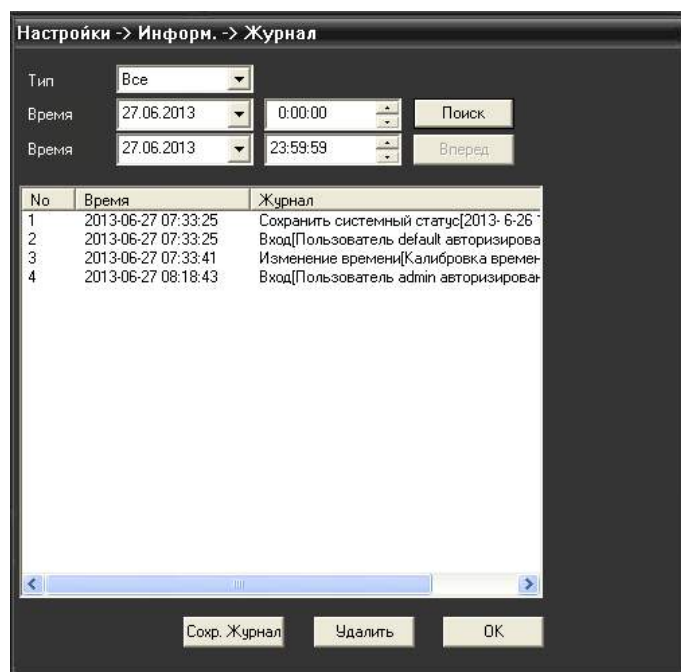 Настройки -> Информ. -> Журнал
Тип Все
Время 27.06.2013 0:00:00 Поиск
Время 27.06.2013 23:59:59 Вперед
No Время Журнал
1 2013-06-27 07:33:25 Сохранить системный статус[2013- 6-26
2 2013-06-27 07:33:25 Вход[Пользователь default авторизирова
3 2013-06-27 07:33:41 Изменение времени[Калибровка времен
4 2013-06-27 08:18:43 Вход[Пользователь admin авторизирован
Сохр. Журнал Удалить OK